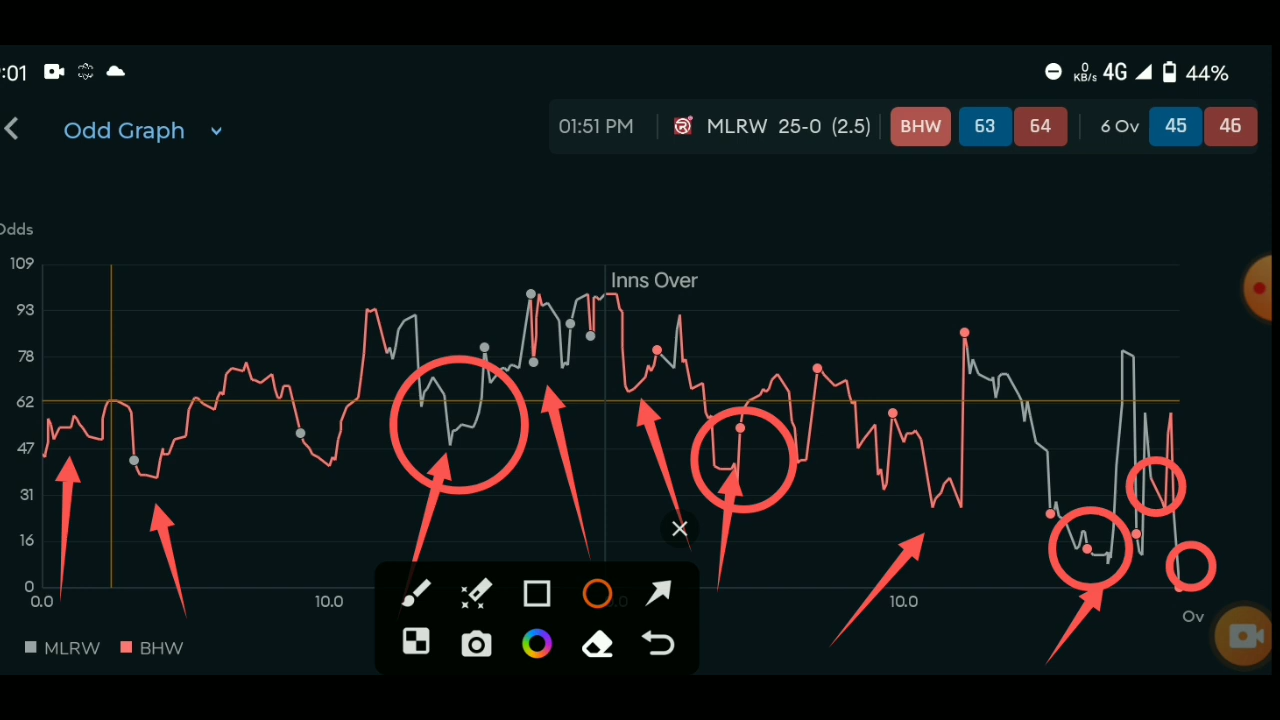 :01 0 KB/s 4G 44%
Odd Graph 01:51 PM MLRW 25-0 (2.5) BHW 63 64 6 Ov 45 46
Odds
109
Inns Over
93
78
62
47
31
16
0
0.0 10.0 10.0
Ov
MLRW BHW